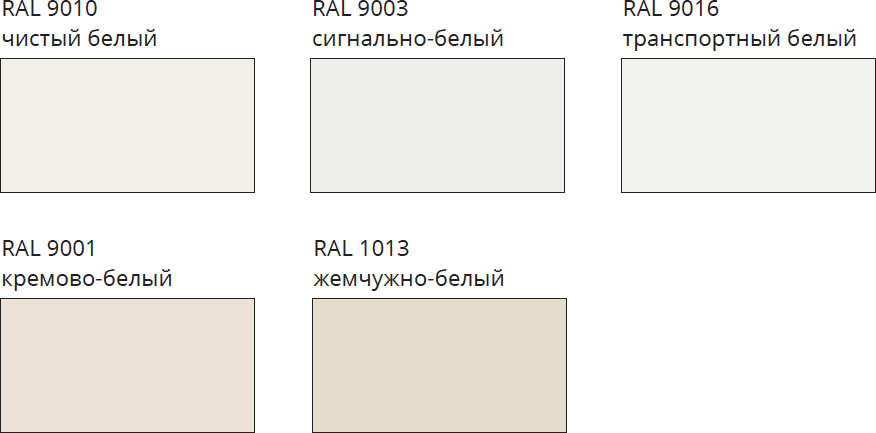 RAL 9010
чистый белый
RAL 9003
сигнально-белый
RAL 9016
транспортный белый
RAL 9001
кремово-белый
RAL 1013
жемчужно-белый